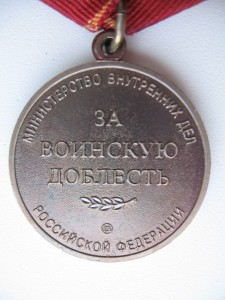 МИНИСТЕРСТВО ВНУТРЕННИХ ДЕЛ
ЗА
ВОИНСКУЮ
ДОБЛЕСТЬ
РОССИЙСКОЙ ФЕДЕРАЦИИ